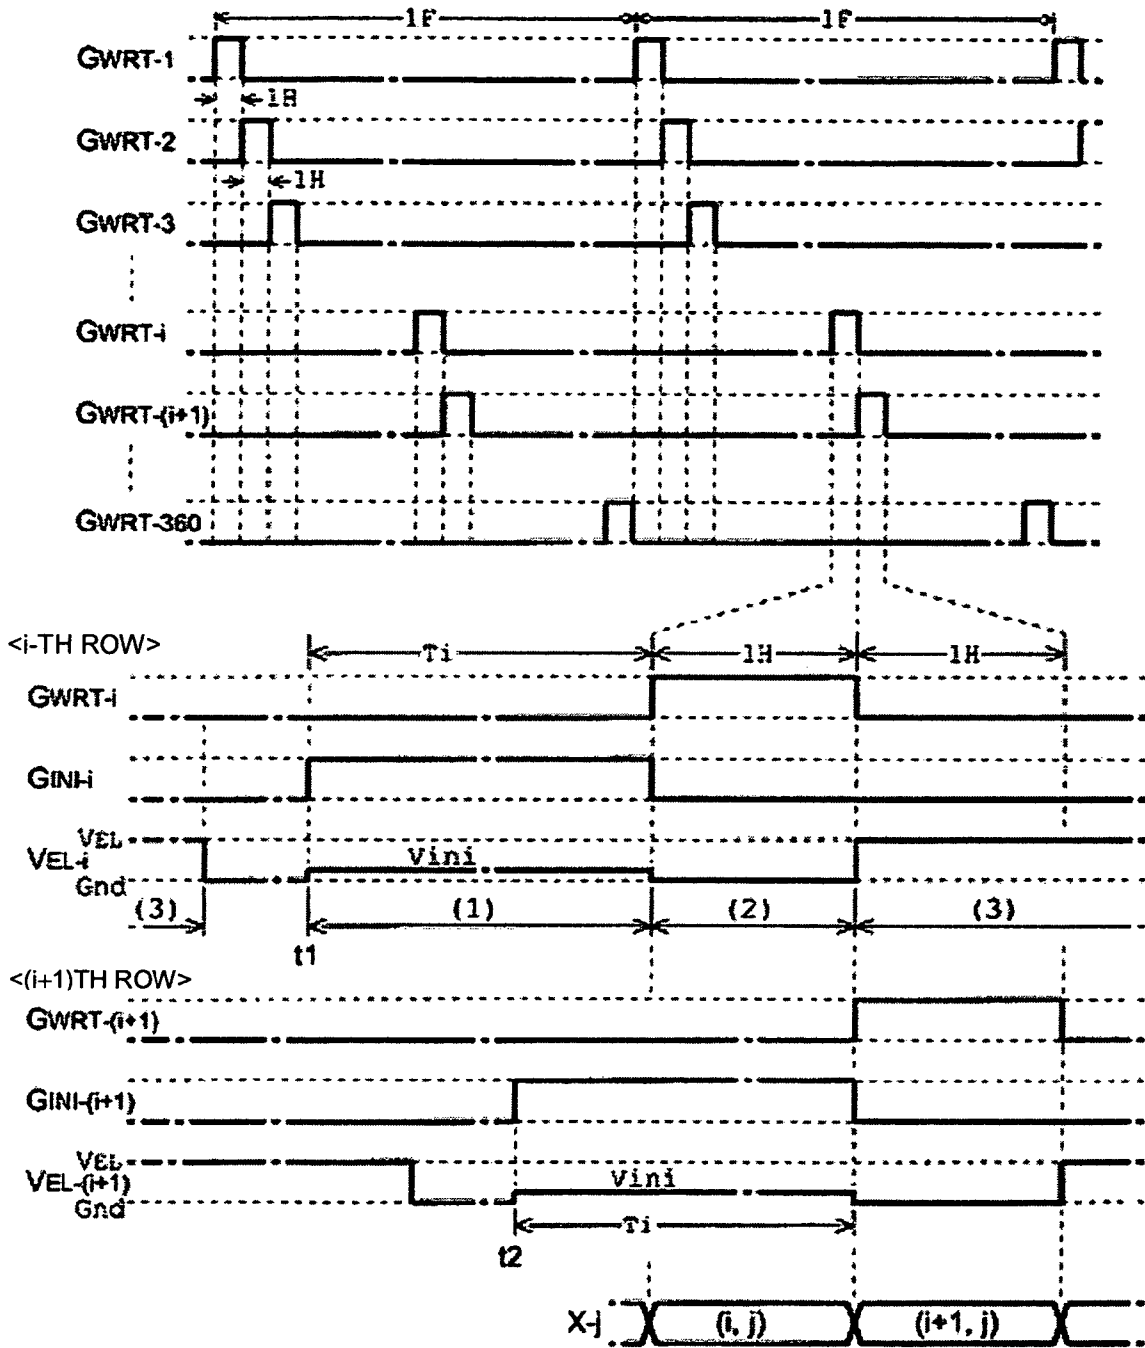 1F 1F
GWRT-1
1H
GWRT-2
1H
GWRT-3
GWRT-i
GWRT-(i+1)
GWRT-360
<i-TH ROW>
Ti 1H 1H
GWRT-i
GINI-i
VEL
VEL-i Vini
Gnd
(3) (1) (2) (3)
t1
<(i+1)TH ROW>
GWRT-(i+1)
GINI-(i+1)
VEL
VEL-(i+1) Vini
Gnd
Ti
t2
X-j (i, j) (i+1, j)